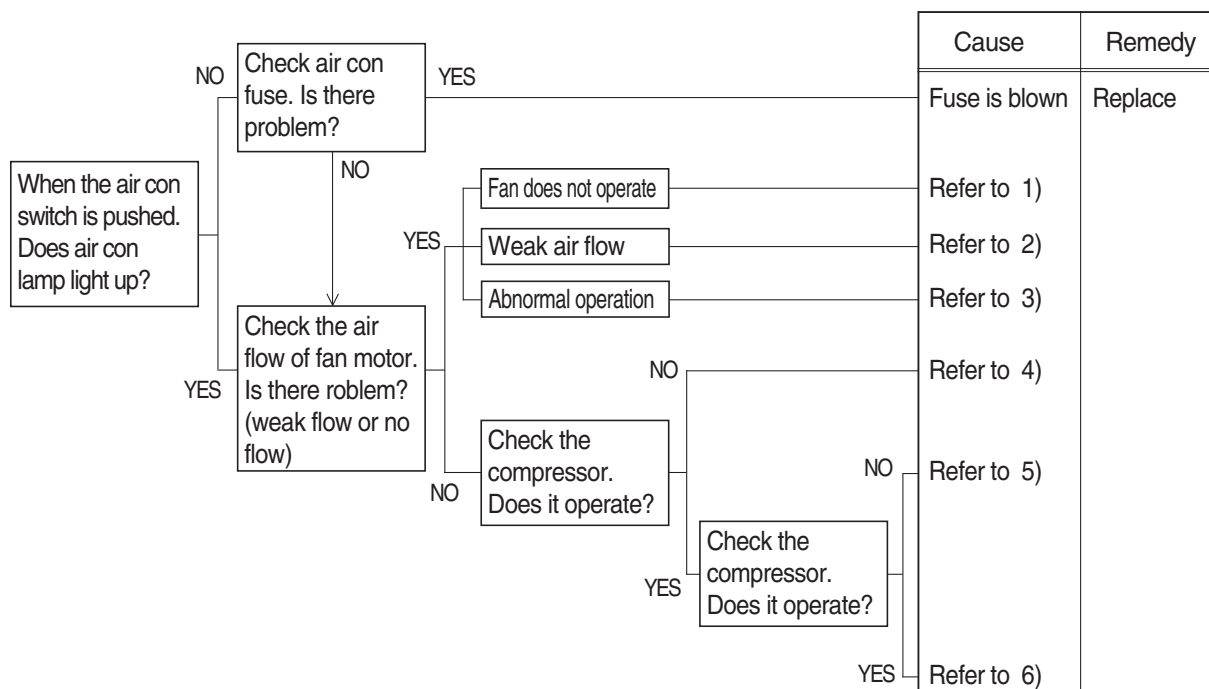 Cause
Remedy
NO
Check air con
fuse. Is there
problem?
YES
Fuse is blown
Replace
NO
When the air con
switch is pushed.
Does air con
lamp light up?
YES
Fan does not operate
Refer to 1)
Weak air flow
Refer to 2)
Abnormal operation
Refer to 3)
YES
Check the air
flow of fan motor.
Is there roblem?
(weak flow or no
flow)
NO
Refer to 4)
NO
Check the
compressor.
Does it operate?
NO
Refer to 5)
YES
Check the
compressor.
Does it operate?
YES
Refer to 6)